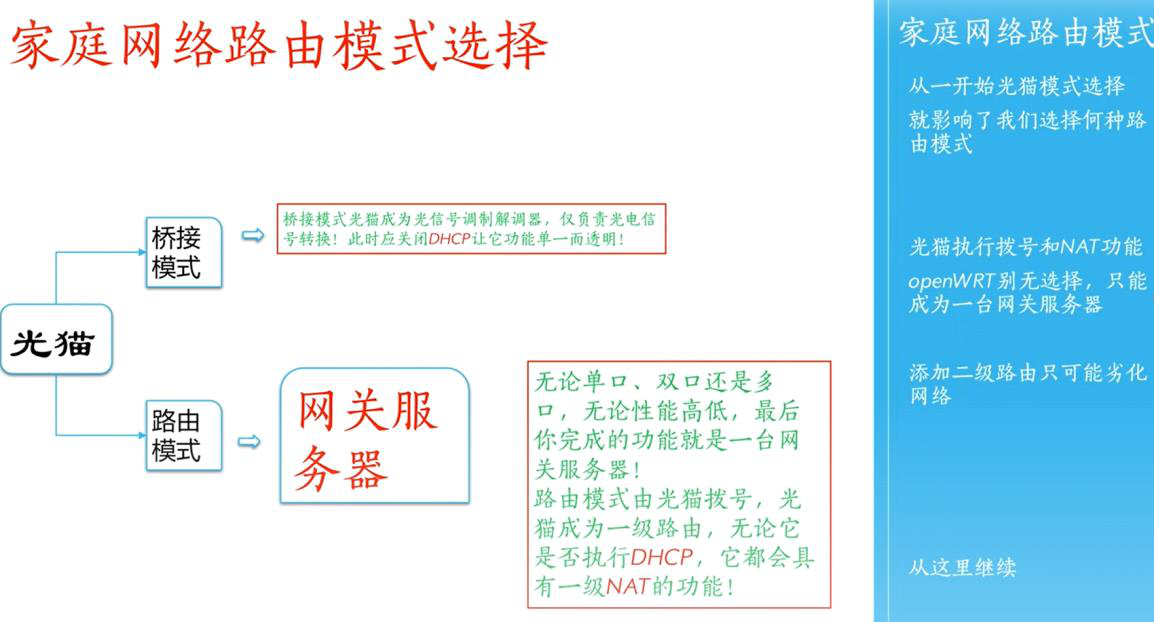 家庭网络路由模式选择
桥接
模式
桥接模式光猫成为光信号调制解调器，仅负责光电信
号转换！此时应关闭DHCP让它功能单一而透明！
光猫
路由
模式
网关服
务器
无论单口、双口还是多
口，无论性能高低，最后
你完成的功能就是一台网
关服务器！
路由模式由光猫拨号，光
猫成为一级路由，无论它
是否执行DHCP，它都会具
有一级NAT的功能！
家庭网络路由模式
从一开始光猫模式选择
就影响了我们选择何种路
由模式
光猫执行拨号和NAT功能
openWRT别无选择，只能
成为一台网关服务器
添加二级路由只可能劣化
网络
从这里继续